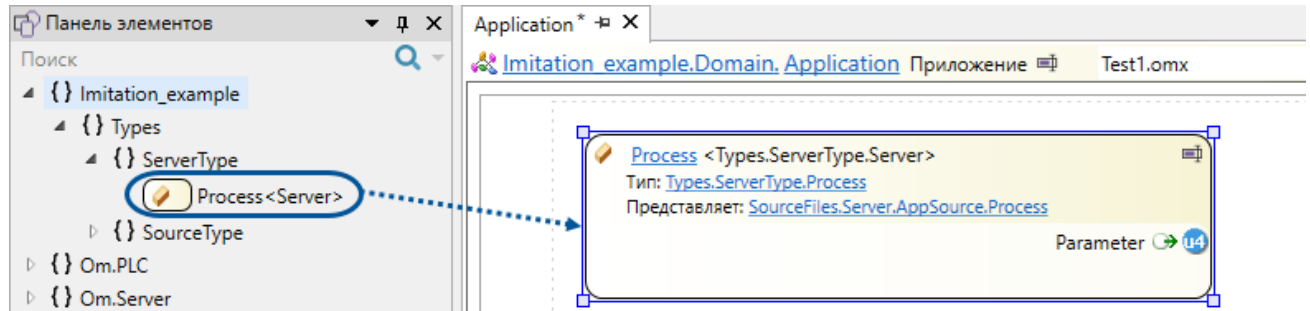 Панель элементов
Поиск
{ } Imitation_example
{ } Types
{ } ServerType
Process<Server>
{ } SourceType
{ } Om.PLC
{ } Om.Server
Application*
Imitation_example.Domain. Application Приложение Test1.omx
Process <Types.ServerType.Server>
Тип: Types.ServerType.Process
Представляет: SourceFiles.Server.AppSource.Process
Parameter u4